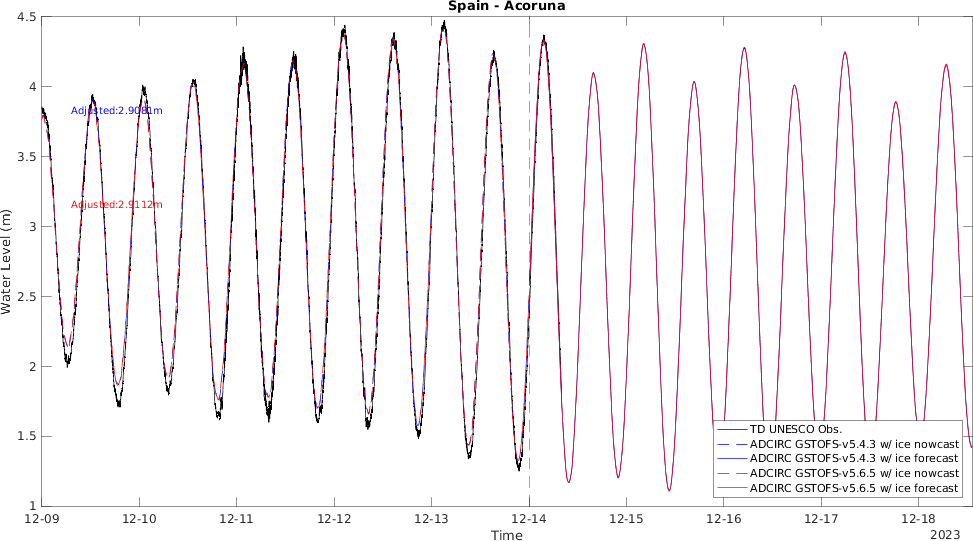 Spain - Acoruna
4.5
4
3.5
3
2.5
2
1.5
1
Water Level (m)
Adjusted:2.9081m
Adjusted:2.9112m
TD UNESCO Obs.
ADCIRC GSTOFS-v5.4.3 w/ ice nowcast
ADCIRC GSTOFS-v5.4.3 w/ ice forecast
ADCIRC GSTOFS-v5.6.5 w/ ice nowcast
ADCIRC GSTOFS-v5.6.5 w/ ice forecast
12-09 12-10 12-11 12-12 12-13 12-14 12-15 12-16 12-17 12-18
Time
2023